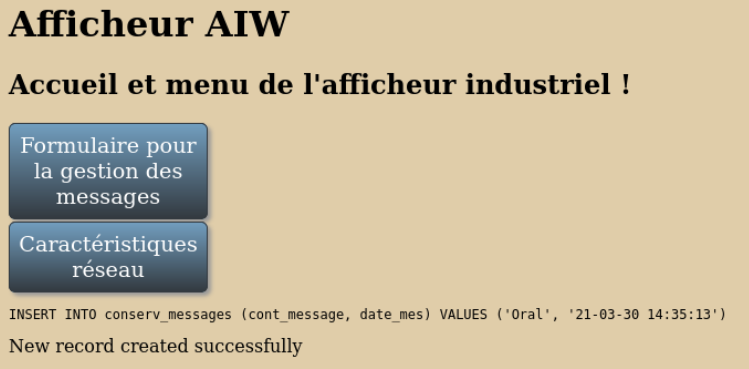 Afficheur AIW
Accueil et menu de l'afficheur industriel !
Formulaire pour
la gestion des
messages
Caractéristiques
réseau
INSERT INTO conserv_messages (cont_message, date_mes) VALUES ('Oral', '21-03-30 14:35:13')
New record created successfully